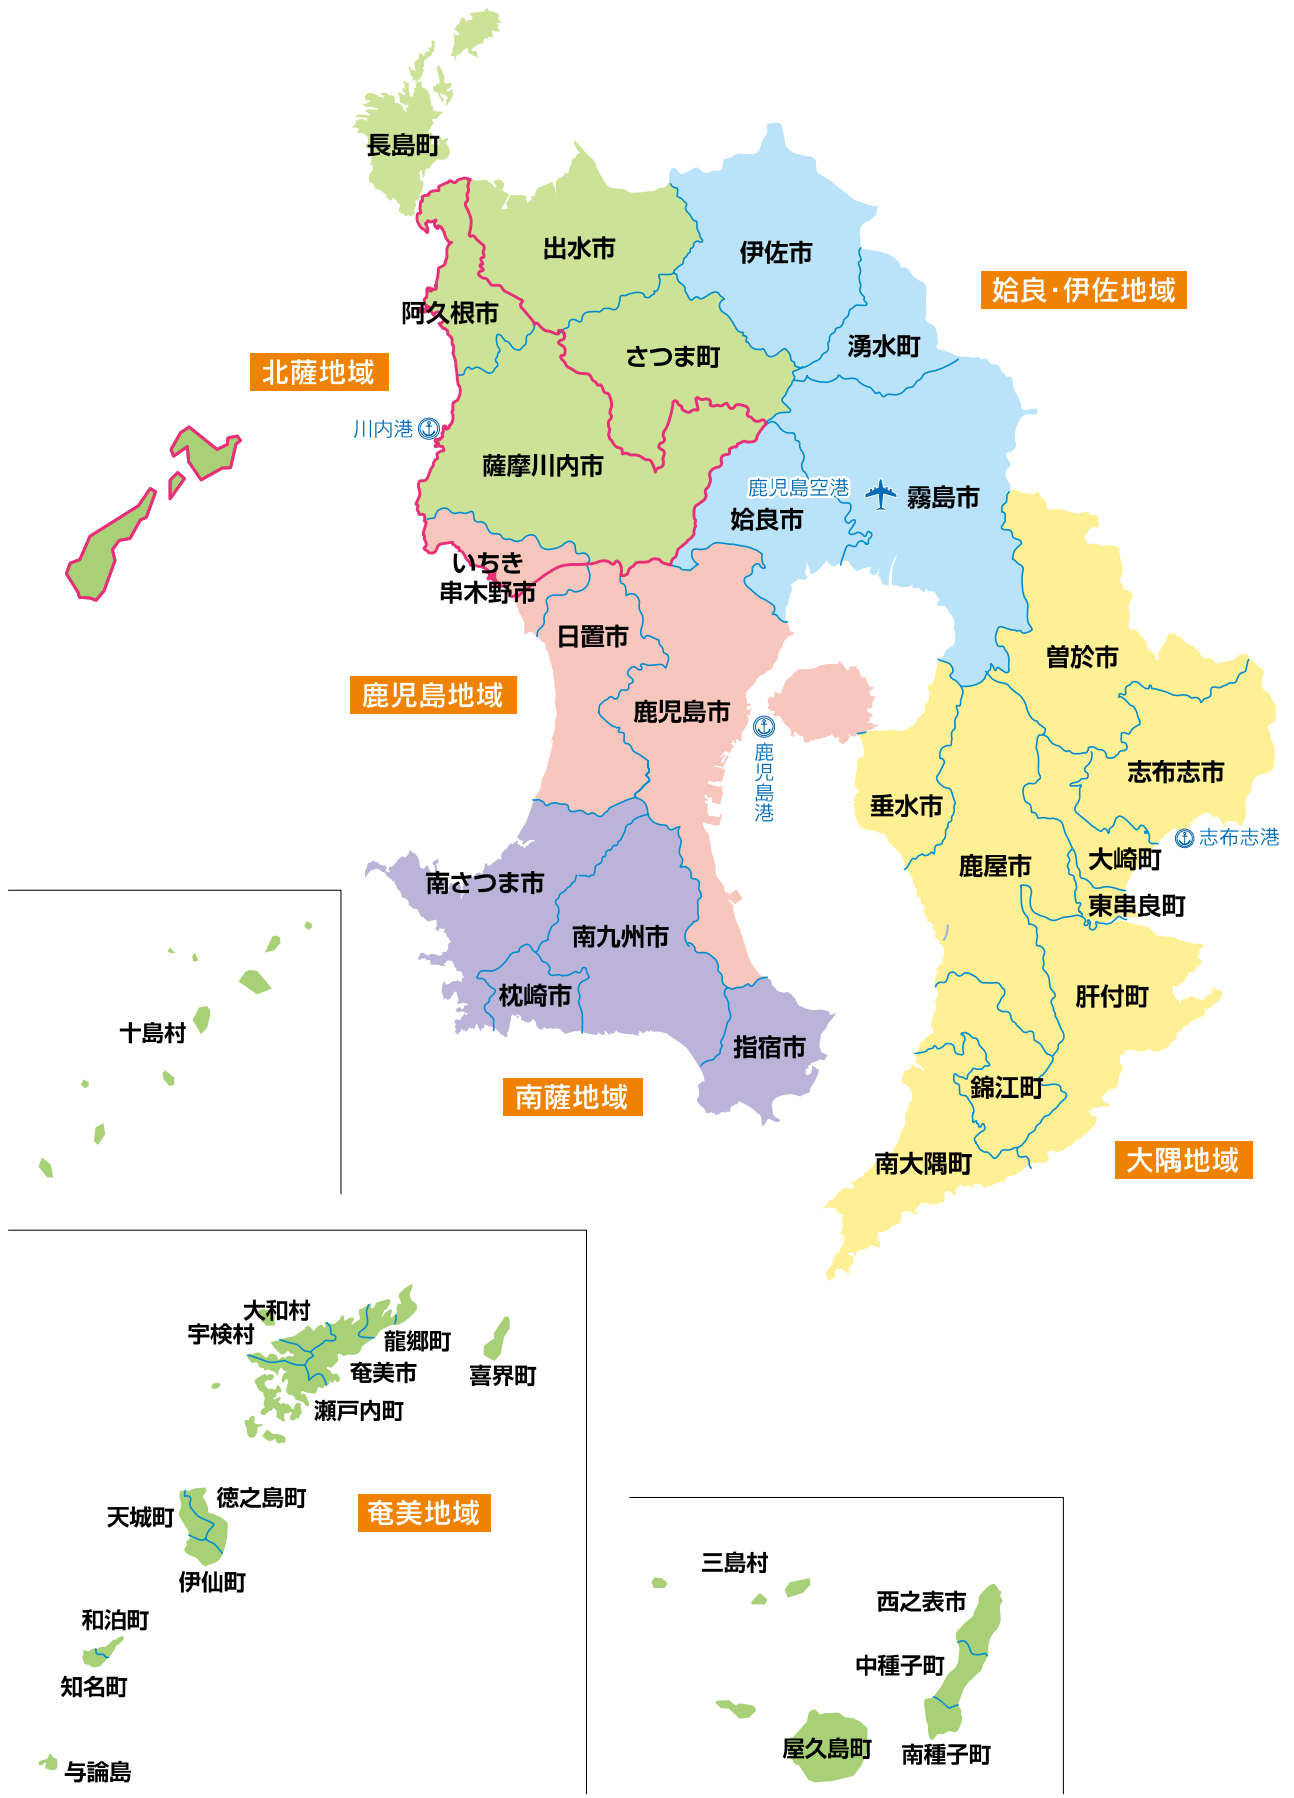 長島町
出水市
伊佐市
姶良・伊佐地域
阿久根市
湧水町
さつま町
北薩地域
川内港
薩摩川内市
鹿児島空港
霧島市
姶良市
いちき
串木野市
日置市
曽於市
鹿児島地域
鹿児島市
鹿児島港
志布志市
垂水市
志布志港
大崎町
鹿屋市
南さつま市
東串良町
南九州市
枕崎市
肝付町
十島村
指宿市
錦江町
南薩地域
大隅地域
南大隅町
大和村
宇検村
龍郷町
奄美市
喜界町
瀬戸内町
徳之島町
天城町
奄美地域
伊仙町
三島村
西之表市
和泊町
中種子町
知名町
屋久島町
南種子町
与論島